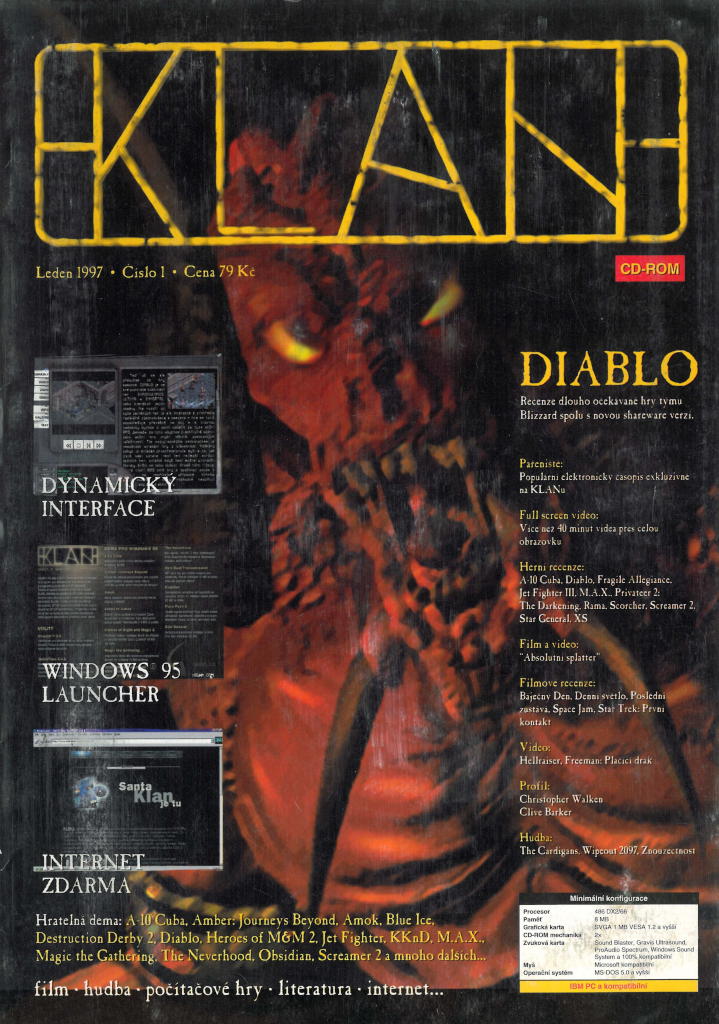 KLAN
Leden 1997 • Číslo 1 • Cena 79 Kč
CD-ROM
DIABLO
Recenze dlouho očekávané hry týmu
Blizzard spolu s novou shareware verzí.
DYNAMICKÝ
INTERFACE
Pařeniště:
Populární elektronický časopis exkluzivně
na KLANu
Full screen video:
Více než 40 minut videa přes celou
obrazovku
Herní recenze:
A-10 Cuba, Diablo, Fragile Allegiance,
Jet Fighter III, M.A.X., Privateer 2:
The Darkening, Rama, Scorcher, Screamer 2,
Star General, XS
KLAN
WINDOWS 95
LAUNCHER
Film a video:
"Absolutní splatter"
Filmové recenze:
Báječný Den, Denní světlo, Poslední
zůstává, Space Jam, Star Trek: První
kontakt
Video:
Hellraiser, Freeman: Plačící drak
Profil:
Christopher Walken
Clive Barker
Hudba:
The Cardigans, Wipeout 2097, Znouzectnost
Santa
Klan
je tu
INTERNET
ZDARMA
Hratelná dema: A-10 Cuba, Amber: Journeys Beyond, Amok, Blue Ice,
Destruction Derby 2, Diablo, Heroes of M&M 2, Jet Fighter, KKnD, M.A.X.,
Magic the Gathering, The Neverhood, Obsidian, Screamer 2 a mnoho dalších...
film · hudba · počítačové hry · literatura · internet...
Minimální konfigurace
Procesor 486 DX2/66
Paměť 8 MB
Grafická karta SVGA 1 MB VESA 1.2 a vyšší
CD-ROM mechanika 2x
Zvuková karta Sound Blaster, Gravis Ultrasound,
ProAudio Spectrum, Windows Sound
System a 100% kompatibilní
Myš Microsoft kompatibilní
Operační systém MS-DOS 5.0 a vyšší
IBM PC a kompatibilní